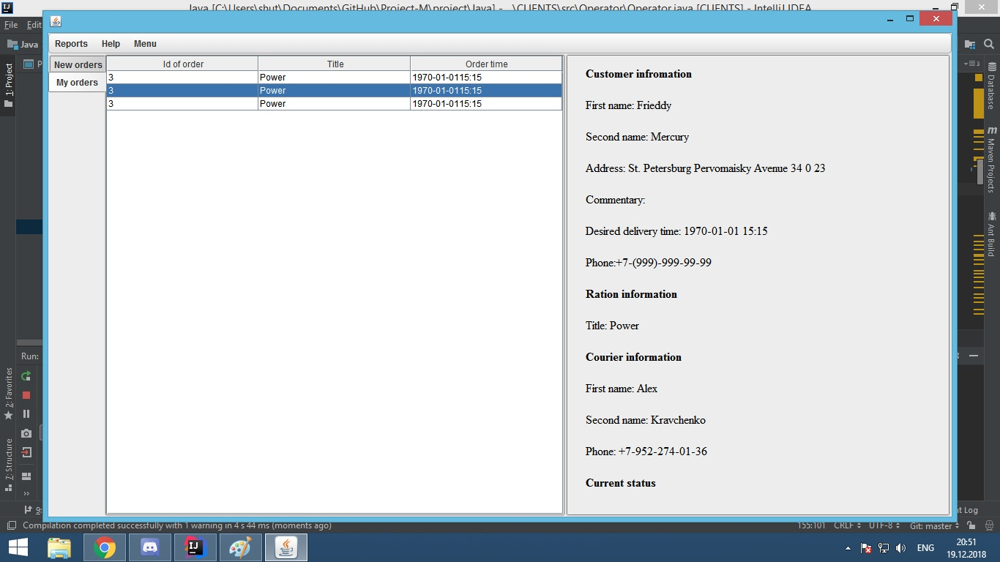 Java [C:\Users\shut\Documents\GitHub\Project-M\project\Java] - ...\CLIENTS\src\Operator\Operator.java [CLIENTS] - IntelliJ IDEA
File Edit
Java
Reports Help Menu
New orders
My orders
Id of order Title Order time
3 Power 1970-01-0115:15
3 Power 1970-01-0115:15
3 Power 1970-01-0115:15
Customer infromation
First name: Frieddy
Second name: Mercury
Address: St. Petersburg Pervomaisky Avenue 34 0 23
Commentary:
Desired delivery time: 1970-01-01 15:15
Phone:+7-(999)-999-99-99
Ration information
Title: Power
Courier information
First name: Alex
Second name: Kravchenko
Phone: +7-952-274-01-36
Current status
1: Project
P
2: Favorites
7: Structure
Run:
9:
Database
m Maven Projects
Ant Build
t Log
Compilation completed successfully with 1 warning in 4 s 44 ms (moments ago)
155:101 CRLF UTF-8 Git: master
IJ
ENG
20:51
19.12.2018